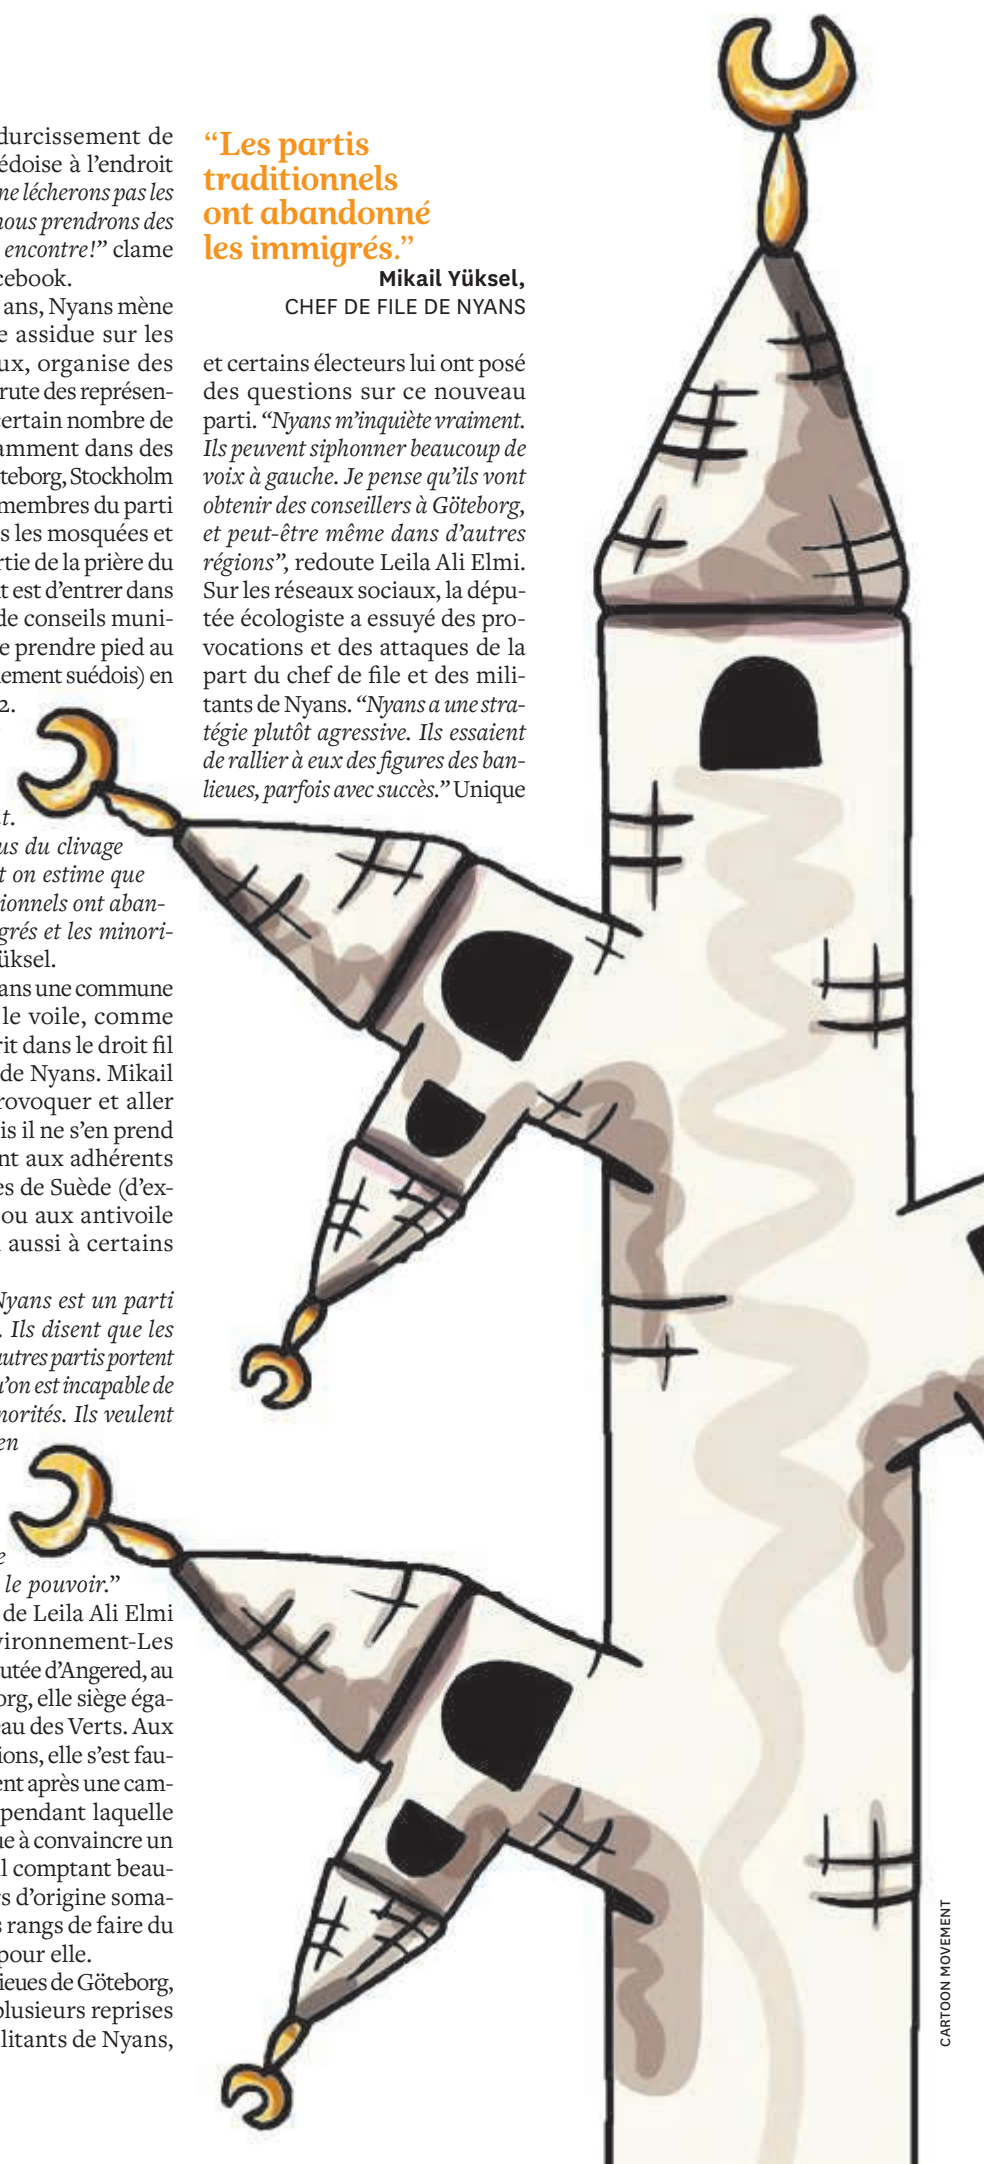 durcissement de
édoise à l’endroit
ne lécherons pas les
nous prendrons des
encontre!” clame
cebook.
ans, Nyans mène
e assidue sur les
ux, organise des
rute des représen-
certain nombre de
amment dans des
teborg, Stockholm
membres du parti
s les mosquées et
rtie de la prière du
t est d’entrer dans
de conseils muni-
e prendre pied au
lement suédois) en
2.
t.
us du clivage
t on estime que
ionnels ont aban-
grés et les minori-
üksel.
ans une commune
le voile, comme
rit dans le droit fil
de Nyans. Mikail
rovoquer et aller
is il ne s’en prend
nt aux adhérents
es de Suède (d’ex-
ou aux antivoile
aussi à certains
Nyans est un parti
. Ils disent que les
autres partis portent
u’on est incapable de
norités. Ils veulent
en
e
le pouvoir.”
de Leila Ali Elmi
vironnement-Les
utée d’Angered, au
org, elle siège éga-
eau des Verts. Aux
ions, elle s’est fau-
ent après une cam-
pendant laquelle
ue à convaincre un
l comptant beau-
rs d’origine soma-
s rangs de faire du
pour elle.
ieues de Göteborg,
plusieurs reprises
litants de Nyans,
“Les partis
traditionnels
ont abandonné
les immigrés.”
Mikail Yüksel,
CHEF DE FILE DE NYANS
et certains électeurs lui ont posé
des questions sur ce nouveau
parti. “Nyans m’inquiète vraiment.
Ils peuvent siphonner beaucoup de
voix à gauche. Je pense qu’ils vont
obtenir des conseillers à Göteborg,
et peut-être même dans d’autres
régions”, redoute Leila Ali Elmi.
Sur les réseaux sociaux, la dépu-
tée écologiste a essuyé des pro-
vocations et des attaques de la
part du chef de file et des mili-
tants de Nyans. “Nyans a une stra-
tégie plutôt agressive. Ils essaient
de rallier à eux des figures des ban-
lieues, parfois avec succès.” Unique
CARTOON MOVEMENT